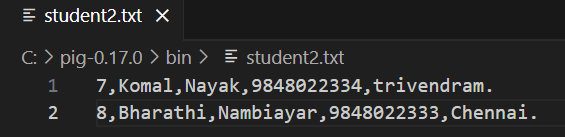 student2.txt ×
C: > pig-0.17.0 > bin > student2.txt
1 7,Komal,Nayak,9848022334,trivendram.
2 8,Bharathi,Nambiayar,9848022333,Chennai.